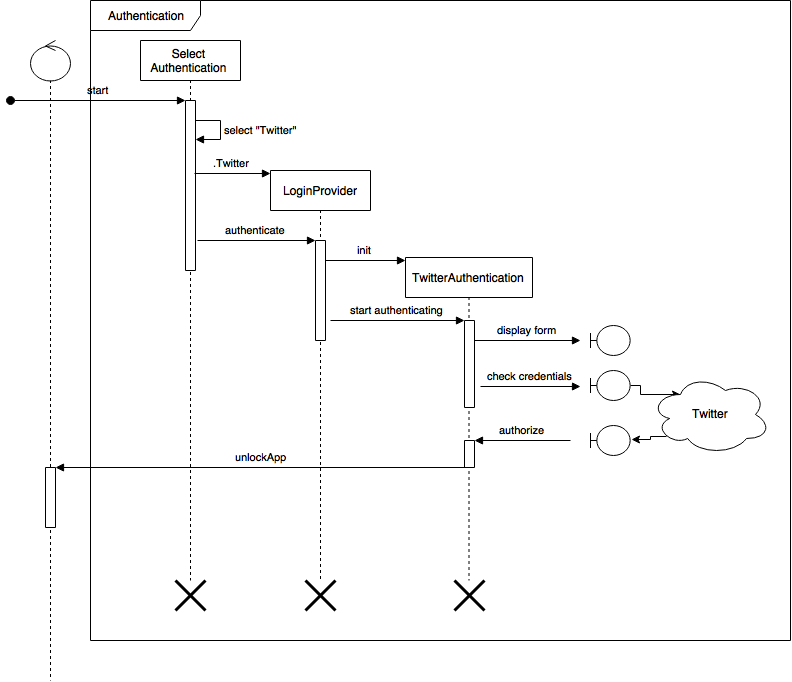 Authentication
Select
Authentication
start
select "Twitter"
.Twitter
LoginProvider
authenticate
init
TwitterAuthentication
start authenticating
display form
check credentials
Twitter
authorize
unlockApp